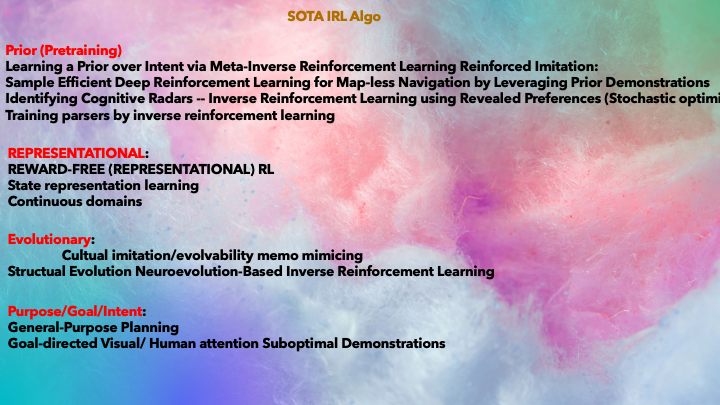 SOTA IRL Algo
Prior (Pretraining)
Learning a Prior over Intent via Meta-Inverse Reinforcement Learning Reinforced Imitation:
Sample Efficient Deep Reinforcement Learning for Map-less Navigation by Leveraging Prior Demonstrations
Identifying Cognitive Radars -- Inverse Reinforcement Learning using Revealed Preferences (Stochastic optimi
Training parsers by inverse reinforcement learning
REPRESENTATIONAL:
REWARD-FREE (REPRESENTATIONAL) RL
State representation learning
Continuous domains
Evolutionary:
Cultual imitation/evolvability memo mimicing
Structual Evolution Neuroevolution-Based Inverse Reinforcement Learning
Purpose/Goal/Intent:
General-Purpose Planning
Goal-directed Visual/ Human attention Suboptimal Demonstrations